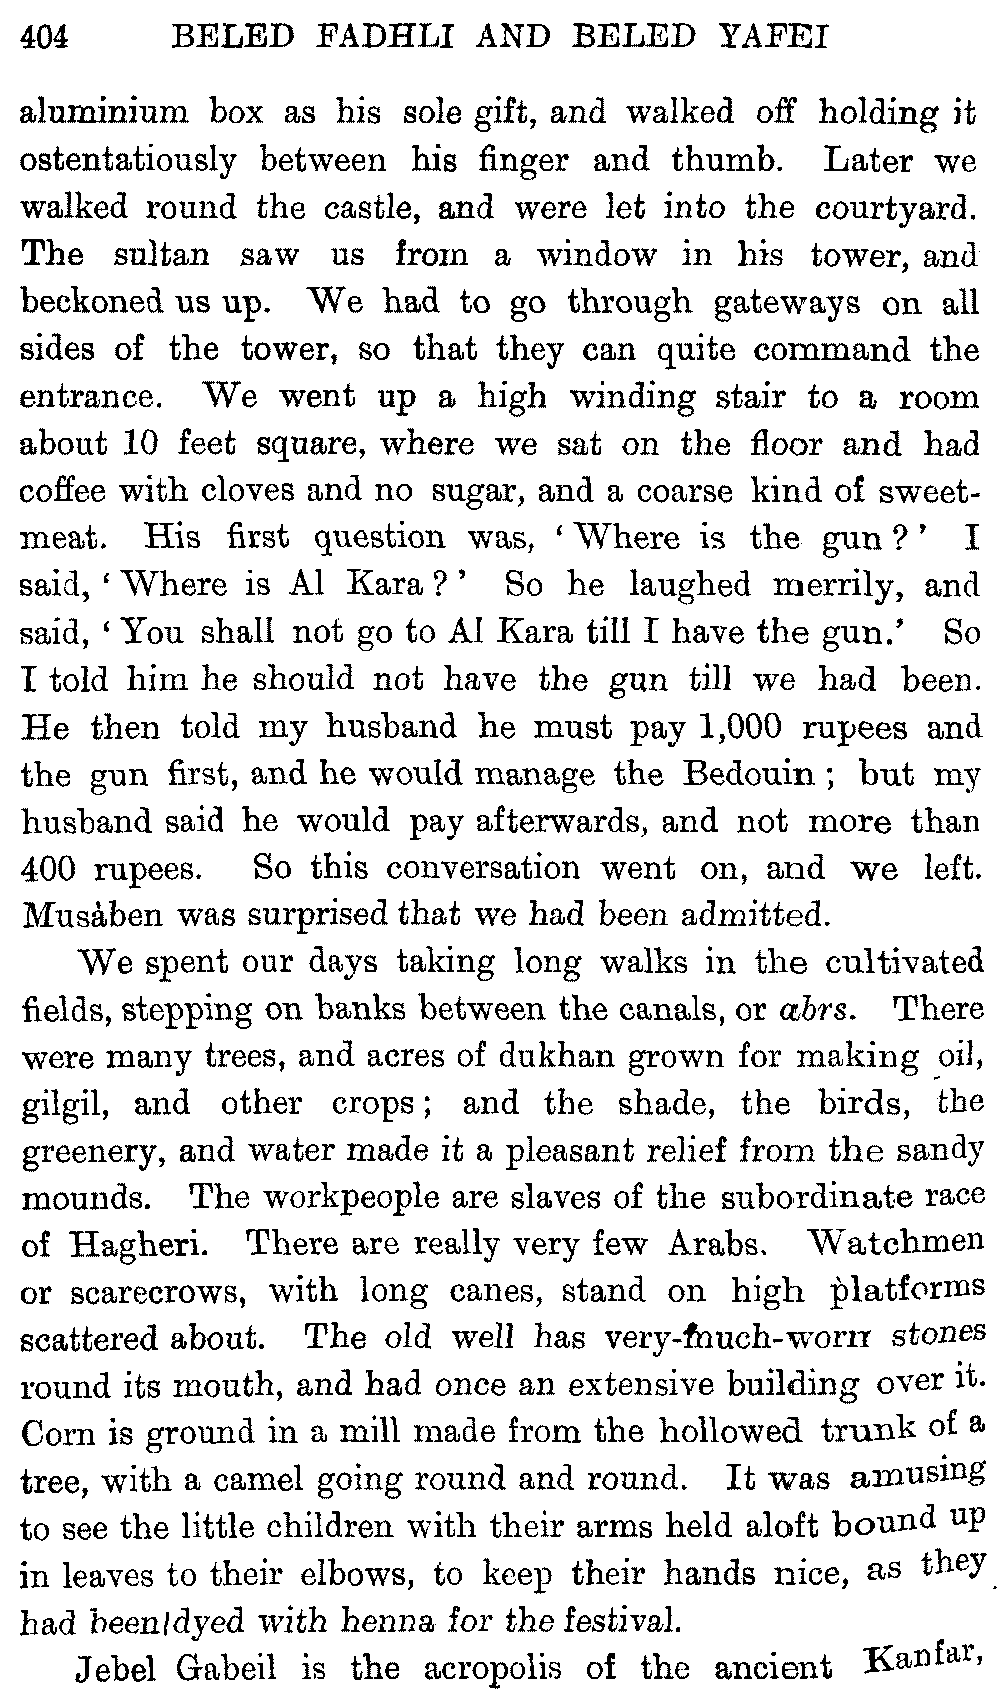 404 BELED FADHLI AND BELED YAFEI
aluminium box as his sole gift, and walked off holding it
ostentatiously between his finger and thumb. Later we
walked round the castle, and were let into the courtyard.
The sultan saw us from a window in his tower, and
beckoned us up. We had to go through gateways on all
sides of the tower, so that they can quite command the
entrance. We went up a high winding stair to a room
about 10 feet square, where we sat on the floor and had
coffee with cloves and no sugar, and a coarse kind of sweet-
meat. His first question was, ‘Where is the gun?’ I
said, ‘Where is Al Kara?’ So he laughed merrily, and
said, ‘You shall not go to Al Kara till I have the gun.’ So
I told him he should not have the gun till we had been.
He then told my husband he must pay 1,000 rupees and
the gun first, and he would manage the Bedouin; but my
husband said he would pay afterwards, and not more than
400 rupees. So this conversation went on, and we left.
Musàben was surprised that we had been admitted.
We spent our days taking long walks in the cultivated
fields, stepping on banks between the canals, or abrs. There
were many trees, and acres of dukhan grown for making oil,
gilgil, and other crops; and the shade, the birds, the
greenery, and water made it a pleasant relief from the sandy
mounds. The workpeople are slaves of the subordinate race
of Hagheri. There are really very few Arabs. Watchmen
or scarecrows, with long canes, stand on high platforms
scattered about. The old well has very-much-worn stones
round its mouth, and had once an extensive building over it.
Corn is ground in a mill made from the hollowed trunk of a
tree, with a camel going round and round. It was amusing
to see the little children with their arms held aloft bound up
in leaves to their elbows, to keep their hands nice, as they
had been dyed with henna for the festival.
Jebel Gabeil is the acropolis of the ancient Kanfar,